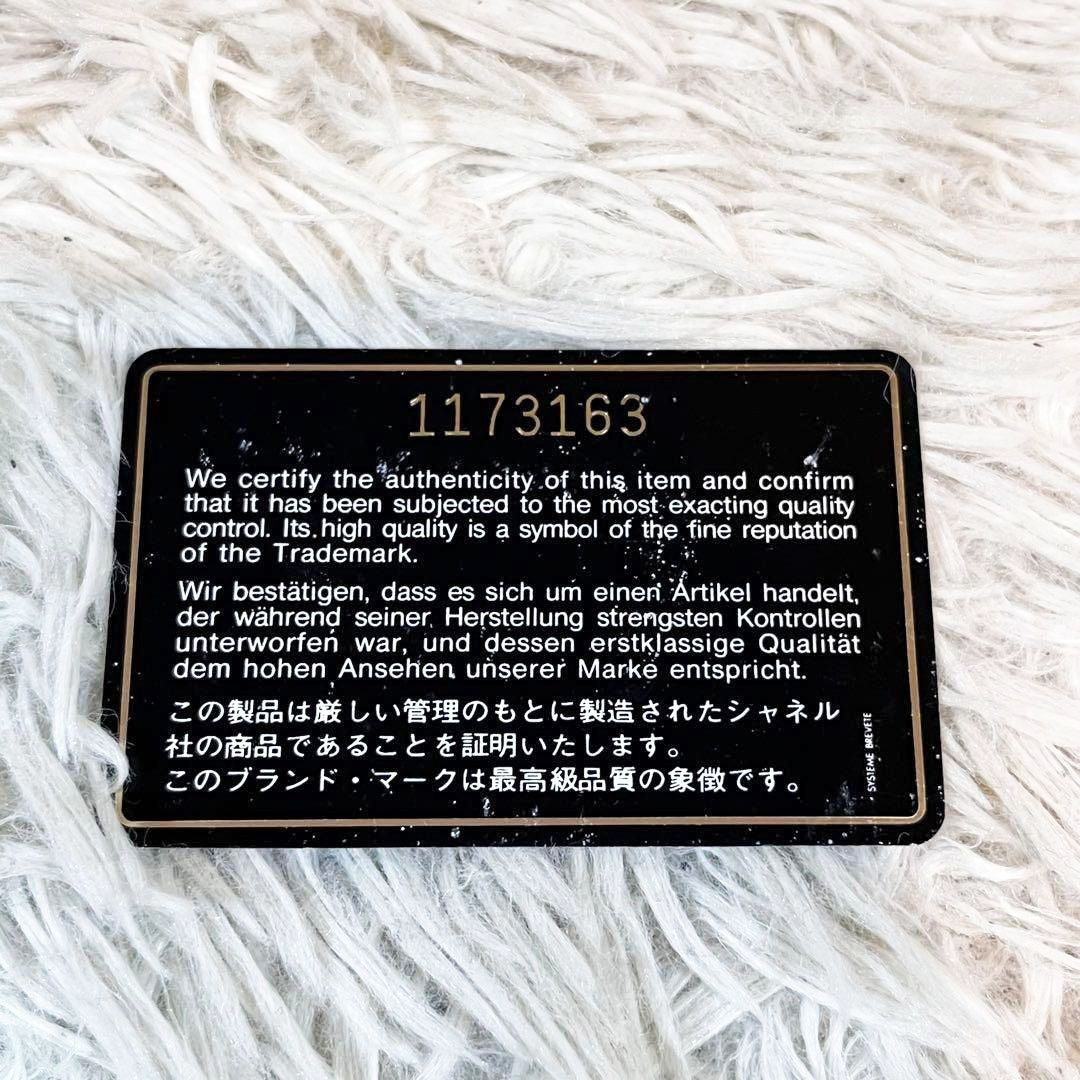 1173163
We certify the authenticity of this item and confirm
that it has been subjected to the most exacting quality
control. Its high quality is a symbol of the fine reputation
of the Trademark.
Wir bestätigen, dass es sich um einen Artikel handelt,
der während seiner Herstellung strengsten Kontrollen
unterworfen war, und dessen erstklassige Qualität
dem hohen Ansehen unserer Marke entspricht.
この製品は厳しい管理のもとに製造されたシャネル
社の商品であることを証明いたします。
このブランド・マークは最高級品質の象徴です。
SYSTEME BREVETE